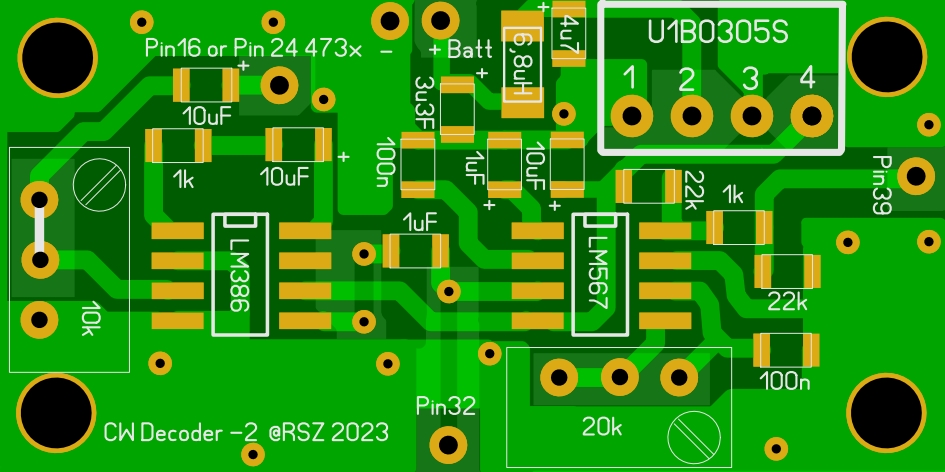 Pin16 or Pin 24 473x - + Batt
+
10uF
1k
10uF
+
3u3F
+
100n
1uF
+
10uF
+
6,8uH
+
4u7
U1B0305S
1 2 3 4
22k
1k
Pin39
1uF
LM386
LM567
22k
10k
100n
Pin32
20k
CW Decoder -2 @RSZ 2023